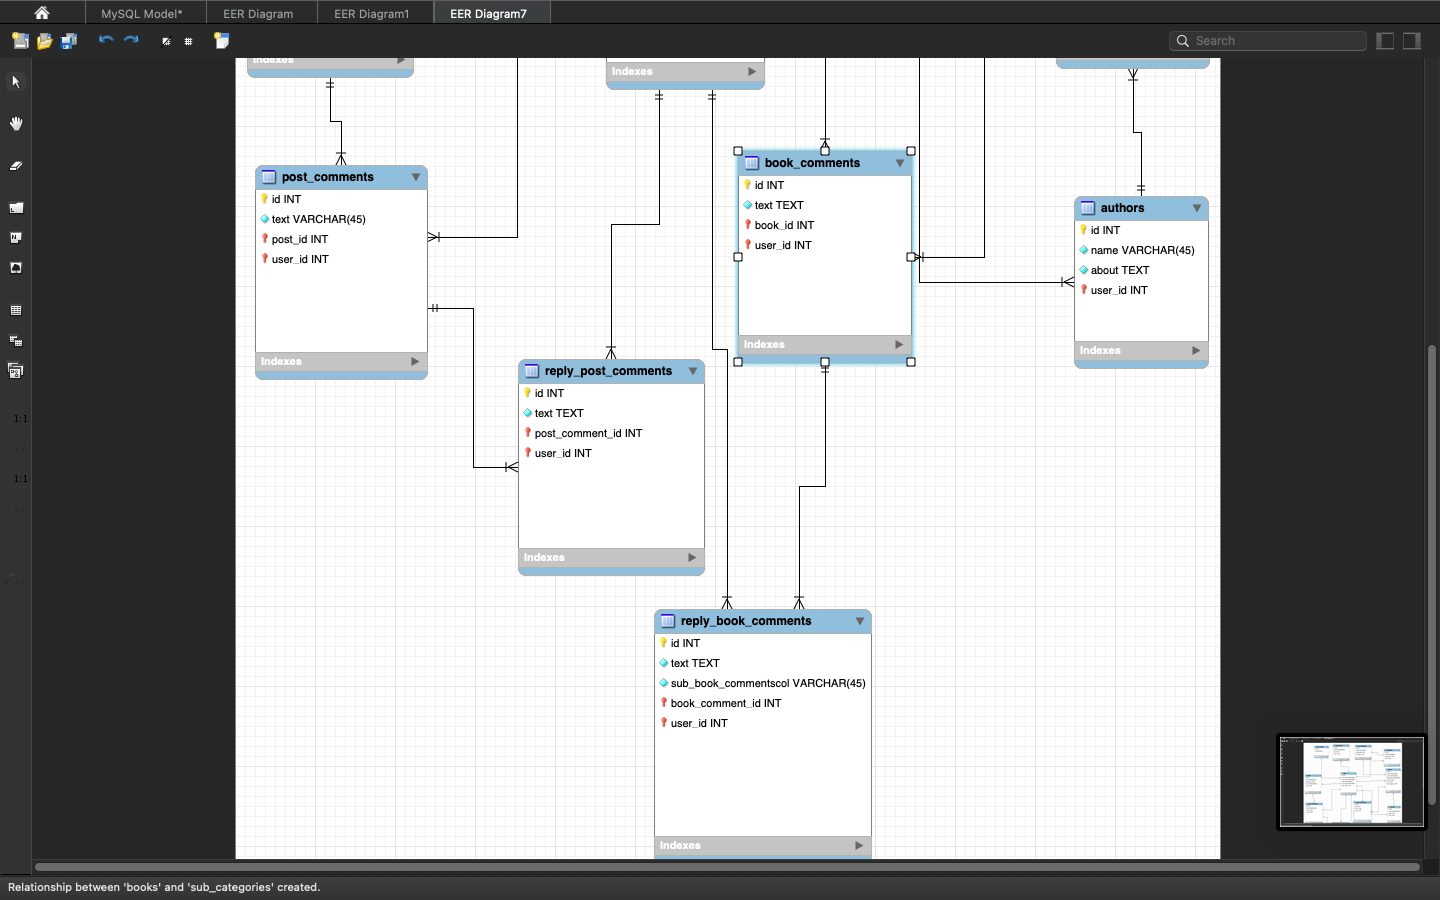 MySQL Model*
EER Diagram
EER Diagram1
EER Diagram7
Search
Indexes
Indexes
post_comments
id INT
text VARCHAR(45)
post_id INT
user_id INT
Indexes
book_comments
id INT
text TEXT
book_id INT
user_id INT
Indexes
authors
id INT
name VARCHAR(45)
about TEXT
user_id INT
Indexes
reply_post_comments
id INT
text TEXT
post_comment_id INT
user_id INT
Indexes
reply_book_comments
id INT
text TEXT
sub_book_commentscol VARCHAR(45)
book_comment_id INT
user_id INT
Indexes
1:1
1:1
Relationship between 'books' and 'sub_categories' created.